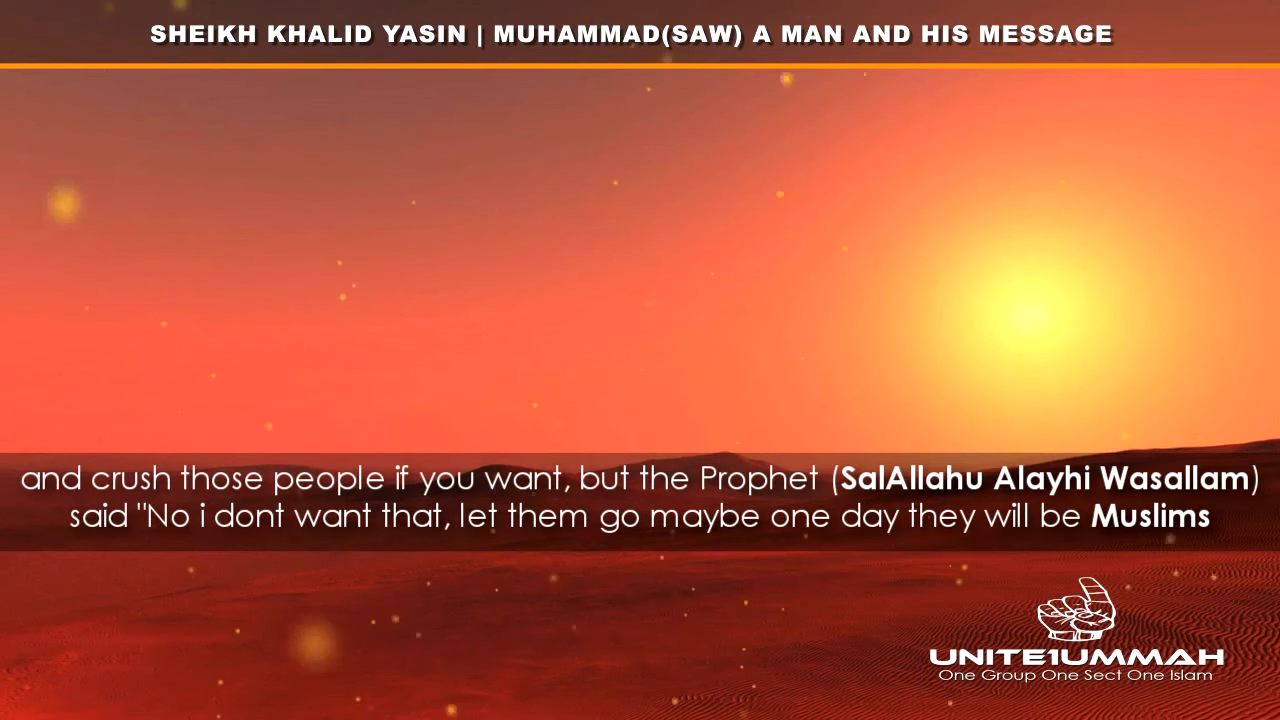 SHEIKH KHALID YASIN | MUHAMMAD(SAW) A MAN AND HIS MESSAGE
and crush those people if you want, but the Prophet (SalAllahu Alayhi Wasallam)
said "No i dont want that, let them go maybe one day they will be Muslims
UNITE1UMMAH
One Group One Sect One Islam